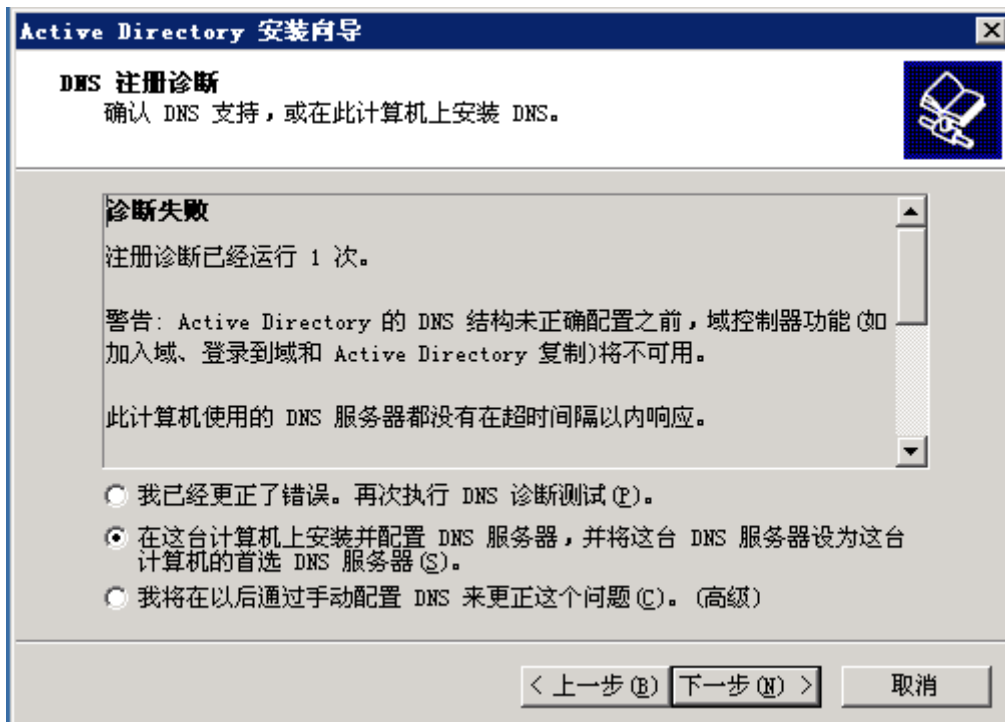 Active Directory 安装向导
DNS 注册诊断
确认 DNS 支持，或在此计算机上安装 DNS。
诊断失败
注册诊断已经运行 1 次。
警告: Active Directory 的 DNS 结构未正确配置之前，域控制器功能(如
加入域、登录到域和 Active Directory 复制)将不可用。
此计算机使用的 DNS 服务器都没有在超时间隔以内响应。
我已经更正了错误。再次执行 DNS 诊断测试(P)。
在这台计算机上安装并配置 DNS 服务器，并将这台 DNS 服务器设为这台
计算机的首选 DNS 服务器(S)。
我将在以后通过手动配置 DNS 来更正这个问题(C)。(高级)
< 上一步(B) 下一步(N) > 取消